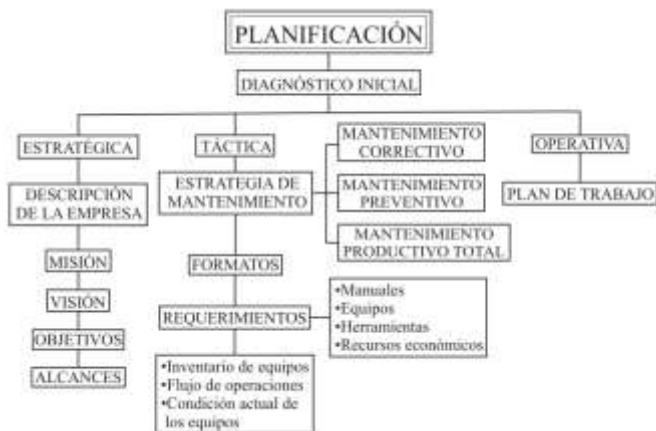 PLANIFICACIÓN
DIAGNÓSTICO INICIAL
ESTRATÉGICA
DESCRIPCIÓN
DE LA EMPRESA
MISIÓN
VISIÓN
OBJETIVOS
ALCANCES
TÁCTICA
ESTRATEGIA DE
MANTENIMIENTO
MANTENIMIENTO
CORRECTIVO
MANTENIMIENTO
PREVENTIVO
MANTENIMIENTO
PRODUCTIVO TOTAL
FORMATOS
REQUERIMIENTOS
•Manuales
•Equipos
•Herramientas
•Recursos económicos
•Inventario de equipos
•Flujo de operaciones
•Condición actual de
los equipos
OPERATIVA
PLAN DE TRABAJO